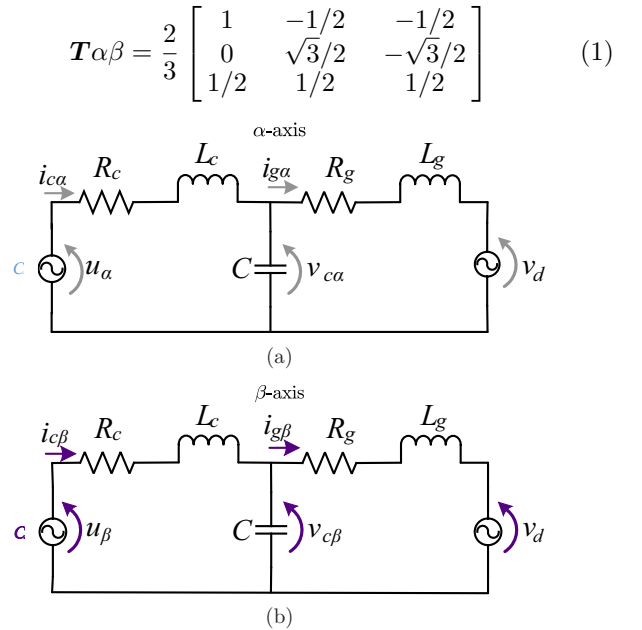 Tαβ = 2/3 [ 1 −1/2 −1/2
0 √3/2 −√3/2
1/2 1/2 1/2 ] (1)
α-axis
i_cα R_c L_c i_gα R_g L_g
u_α C v_cα v_d
(a)
β-axis
i_cβ R_c L_c i_gβ R_g L_g
u_β C v_cβ v_d
(b)